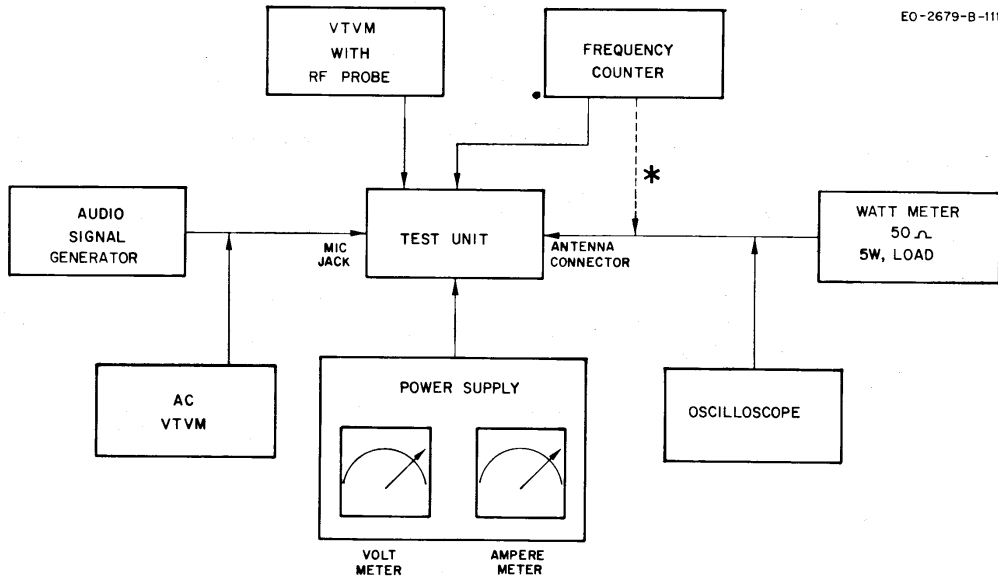 EO-2679-B-111
VTVM
WITH
RF PROBE
FREQUENCY
COUNTER
*
AUDIO
SIGNAL
GENERATOR
MIC
JACK
TEST UNIT
ANTENNA
CONNECTOR
WATT METER
50 Ω
5W, LOAD
AC
VTVM
POWER SUPPLY
OSCILLOSCOPE
VOLT
METER
AMPERE
METER